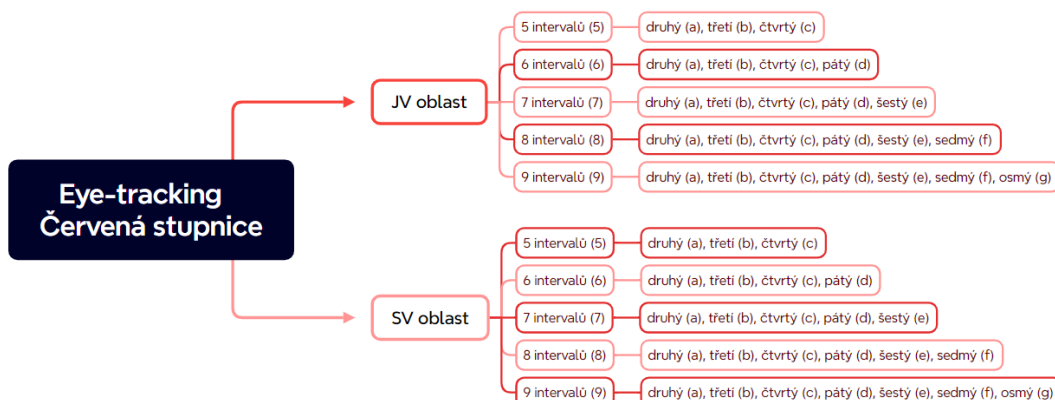 Eye-tracking
Červená stupnice
JV oblast
5 intervalů (5)
druhý (a), třetí (b), čtvrtý (c)
6 intervalů (6)
druhý (a), třetí (b), čtvrtý (c), pátý (d)
7 intervalů (7)
druhý (a), třetí (b), čtvrtý (c), pátý (d), šestý (e)
8 intervalů (8)
druhý (a), třetí (b), čtvrtý (c), pátý (d), šestý (e), sedmý (f)
9 intervalů (9)
druhý (a), třetí (b), čtvrtý (c), pátý (d), šestý (e), sedmý (f), osmý (g)
SV oblast
5 intervalů (5)
druhý (a), třetí (b), čtvrtý (c)
6 intervalů (6)
druhý (a), třetí (b), čtvrtý (c), pátý (d)
7 intervalů (7)
druhý (a), třetí (b), čtvrtý (c), pátý (d), šestý (e)
8 intervalů (8)
druhý (a), třetí (b), čtvrtý (c), pátý (d), šestý (e), sedmý (f)
9 intervalů (9)
druhý (a), třetí (b), čtvrtý (c), pátý (d), šestý (e), sedmý (f), osmý (g)